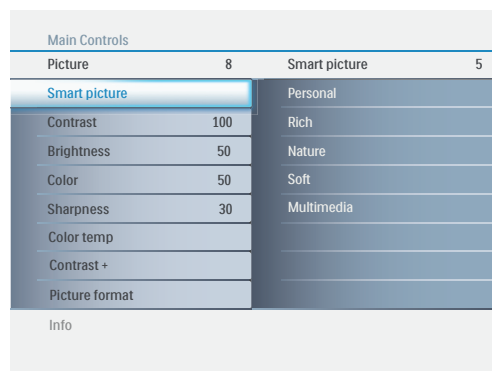 Main Controls
Picture 8 Smart picture 5
Smart picture Personal
Contrast 100 Rich
Brightness 50 Nature
Color 50 Soft
Sharpness 30 Multimedia
Color temp
Contrast +
Picture format
Info